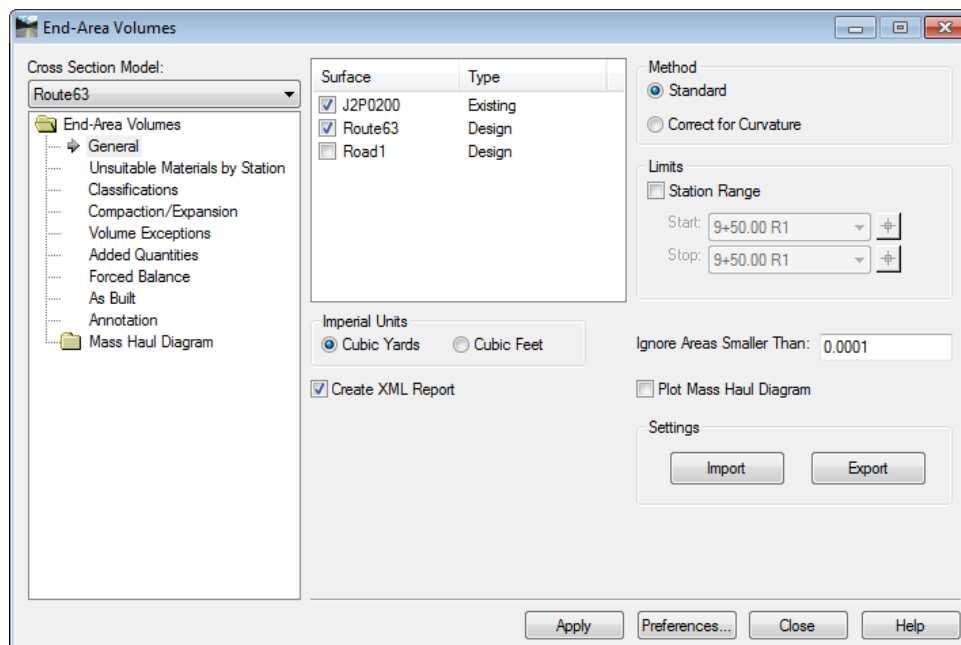 End-Area Volumes
Cross Section Model:
Route63
End-Area Volumes
General
Unsuitable Materials by Station
Classifications
Compaction/Expansion
Volume Exceptions
Added Quantities
Forced Balance
As Built
Annotation
Mass Haul Diagram
Surface Type
J2P0200 Existing
Route63 Design
Road1 Design
Imperial Units
Cubic Yards Cubic Feet
Create XML Report
Method
Standard
Correct for Curvature
Limits
Station Range
Start: 9+50.00 R1
Stop: 9+50.00 R1
Ignore Areas Smaller Than: 0.0001
Plot Mass Haul Diagram
Settings
Import Export
Apply Preferences... Close Help